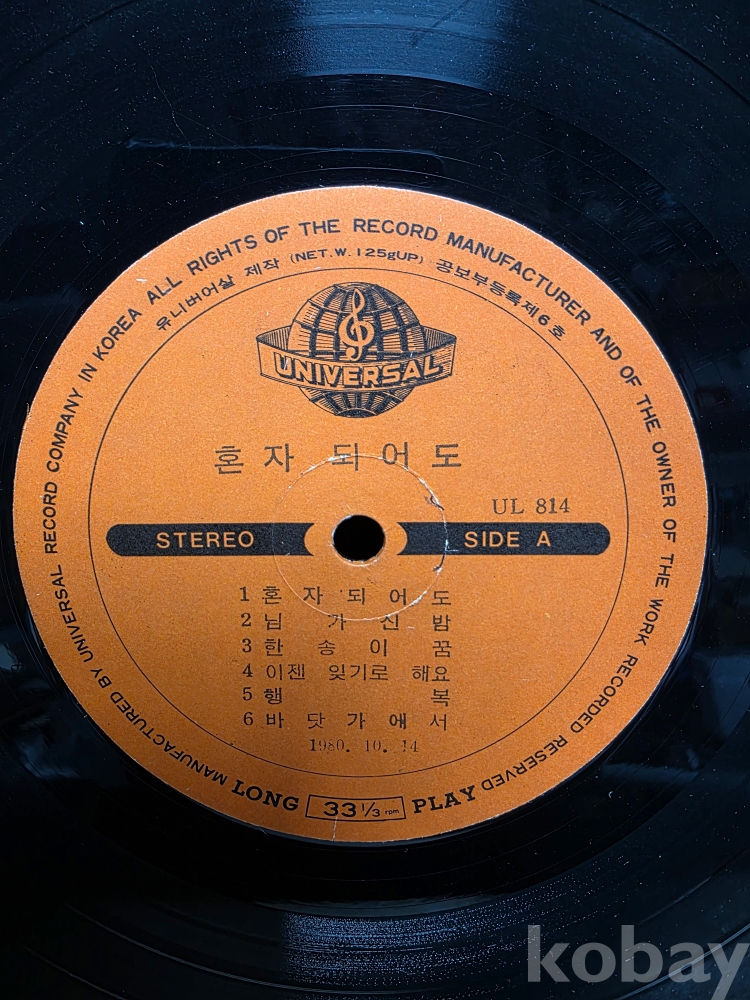 MANUFACTURED BY UNIVERSAL RECORD COMPANY IN KOREA ALL RIGHTS OF THE RECORD MANUFACTURER AND OF THE OWNER OF THE WORK RECORDED RESERVED
유니버어살 제작 (NET.W.125gUP) 공보부등록제6호
UNIVERSAL
혼자 되어도
UL 814
STEREO SIDE A
1 혼자되어도
2 님가신밤
3 한송이꿈
4 이젠 잊기로 해요
5 행복
6 바닷가애서
1980. 10. 14
LONG 33 1/3 rpm PLAY
kobay